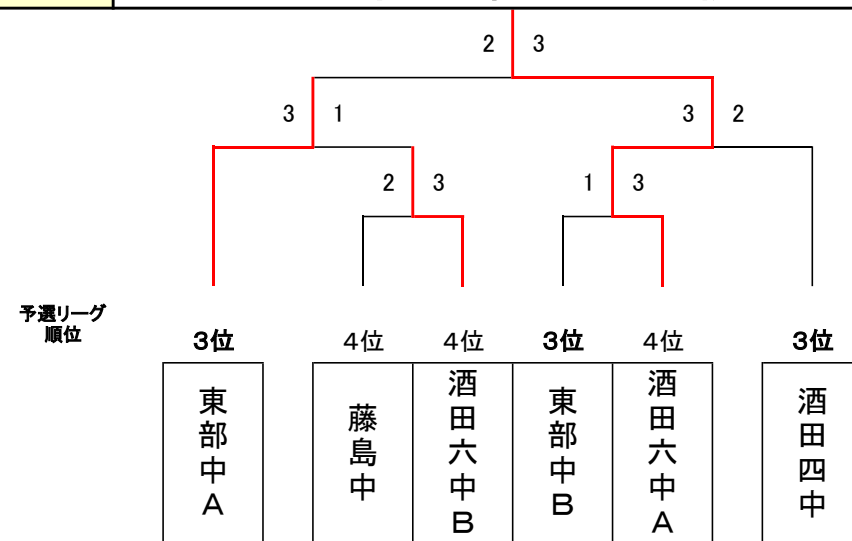 2 3
3 1 3 2
2 3 1 3
予選リーグ
順位
3位 4位 4位 3位 4位 3位
東部中A
藤島中
酒田六中B
東部中B
酒田六中A
酒田四中